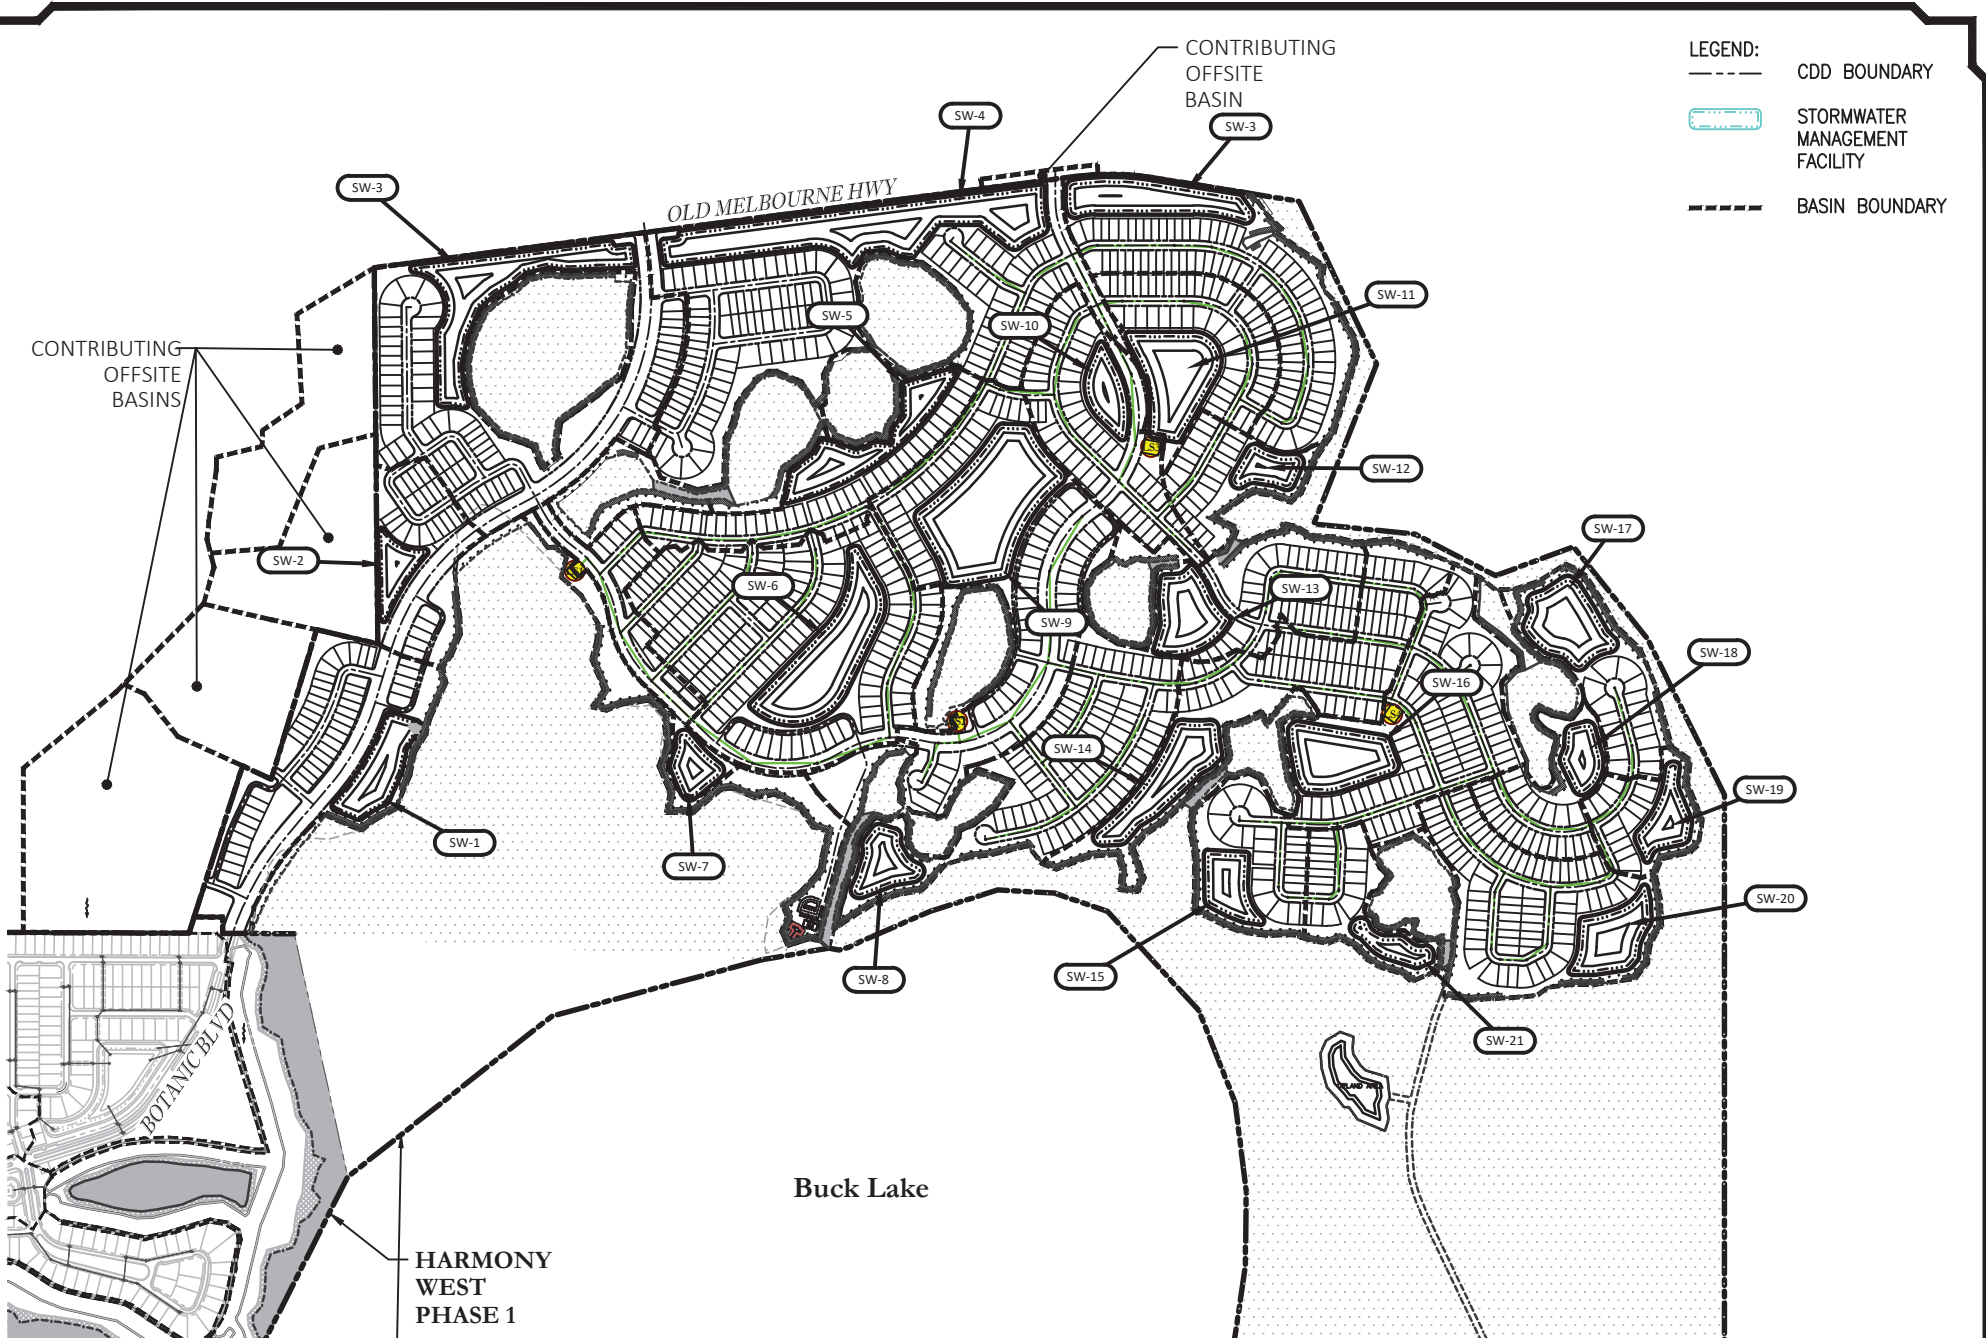 CONTRIBUTING
OFFSITE
BASIN
LEGEND:
CDD BOUNDARY
STORMWATER
MANAGEMENT
FACILITY
BASIN BOUNDARY
SW-4
SW-3
SW-3
OLD MELBOURNE HWY
SW-11
SW-5
SW-10
CONTRIBUTING
OFFSITE
BASINS
SW-12
SW-17
SW-2
SW-6
SW-13
SW-9
SW-18
SW-16
SW-14
SW-19
SW-1
SW-7
SW-20
SW-8
SW-15
SW-21
BOTANIC BLVD
Buck Lake
HARMONY
WEST
PHASE 1